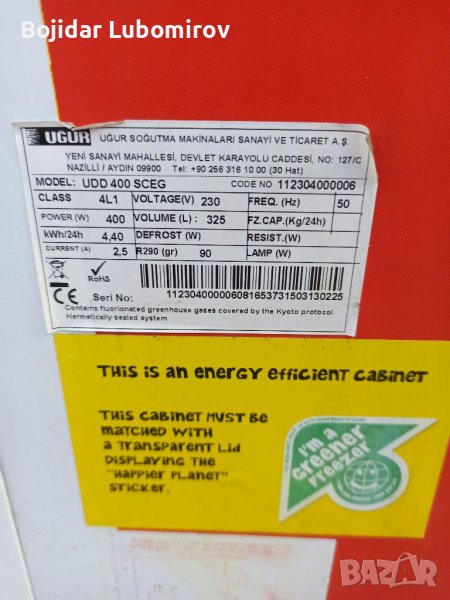 Bojidar Lubomirov
UĞUR UĞUR SOĞUTMA MAKİNALARI SANAYİ VE TİCARET A.Ş.
YENİ SANAYİ MAHALLESİ, DEVLET KARAYOLU CADDESİ, NO: 127/C
NAZİLLİ / AYDIN 09900 Tel: +90 256 316 10 00 (30 Hat)
MODEL: UDD 400 SCEG CODE NO 112304000006
CLASS 4L1 VOLTAGE(V) 230 FREQ. (Hz) 50
POWER (W) 400 VOLUME (L) : 325 FZ.CAP.(Kg/24h)
kWh/24h 4,40 DEFROST (W) RESIST.(W)
CURRENT (A) 2,5 R290 (gr) 90 LAMP (W)
RoHS
CE Seri No: 112304000006081653731503130225
Contains fluorionated greenhouse gases covered by the Kyoto protocol
Hermetically sealed system
THIS IS AN ENERGY EFFICIENT CABINET
THIS CABINET MUST BE
MATCHED WITH
A TRANSPARENT LID
DISPLAYING THE
"HAPPIER PLANET"
STICKER.
I'm a
Greener
Freezer
BAZAR